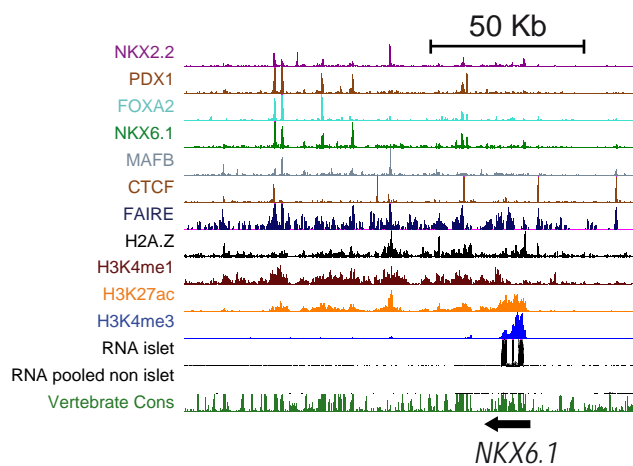 50 Kb
NKX2.2
PDX1
FOXA2
NKX6.1
MAFB
CTCF
FAIRE
H2A.Z
H3K4me1
H3K27ac
H3K4me3
RNA islet
RNA pooled non islet
Vertebrate Cons
NKX6.1